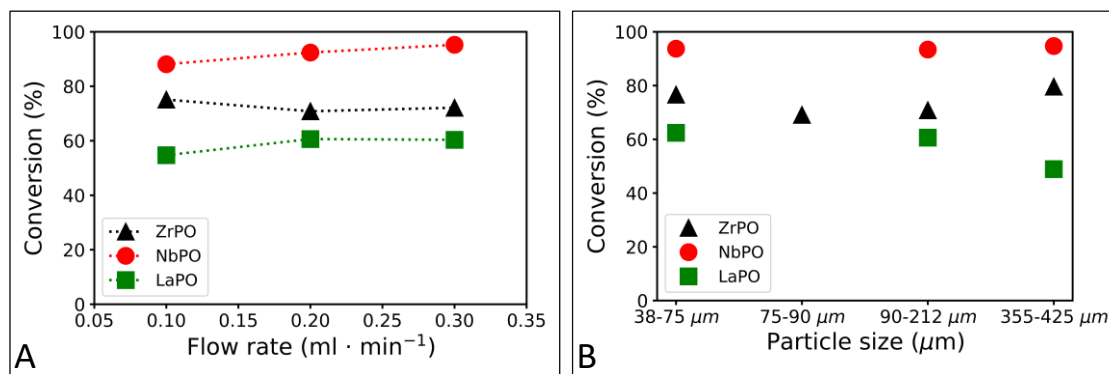 100
80
60
40
20
0
Conversion (%)
ZrPO
NbPO
LaPO
0.05 0.10 0.15 0.20 0.25 0.30 0.35
Flow rate (ml · min⁻¹)
A
100
80
60
40
20
0
Conversion (%)
ZrPO
NbPO
LaPO
38-75 μm 75-90 μm 90-212 μm 355-425 μm
Particle size (μm)
B